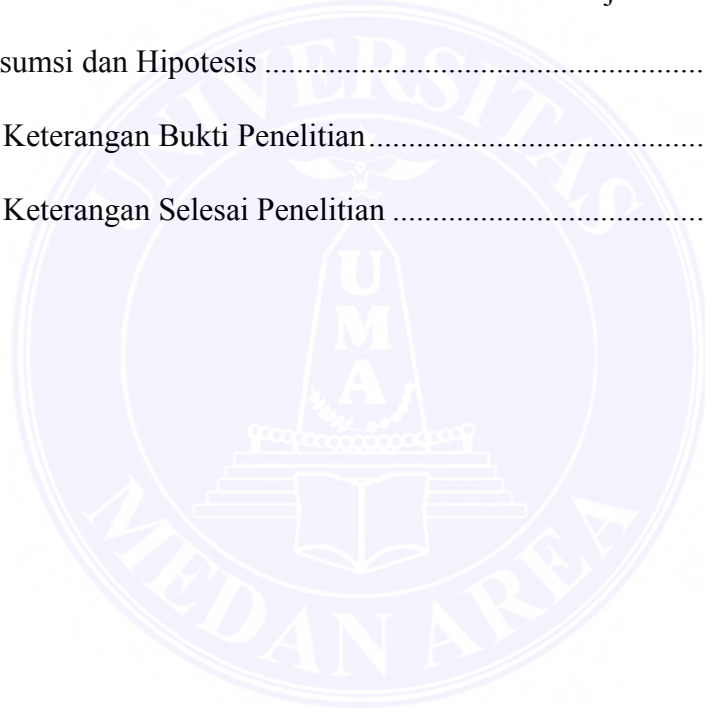 sumsi dan Hipotesis ........................................................
Keterangan Bukti Penelitian ...........................................
Keterangan Selesai Penelitian ........................................
UNIVERSITAS
U
M
A
MEDAN AREA